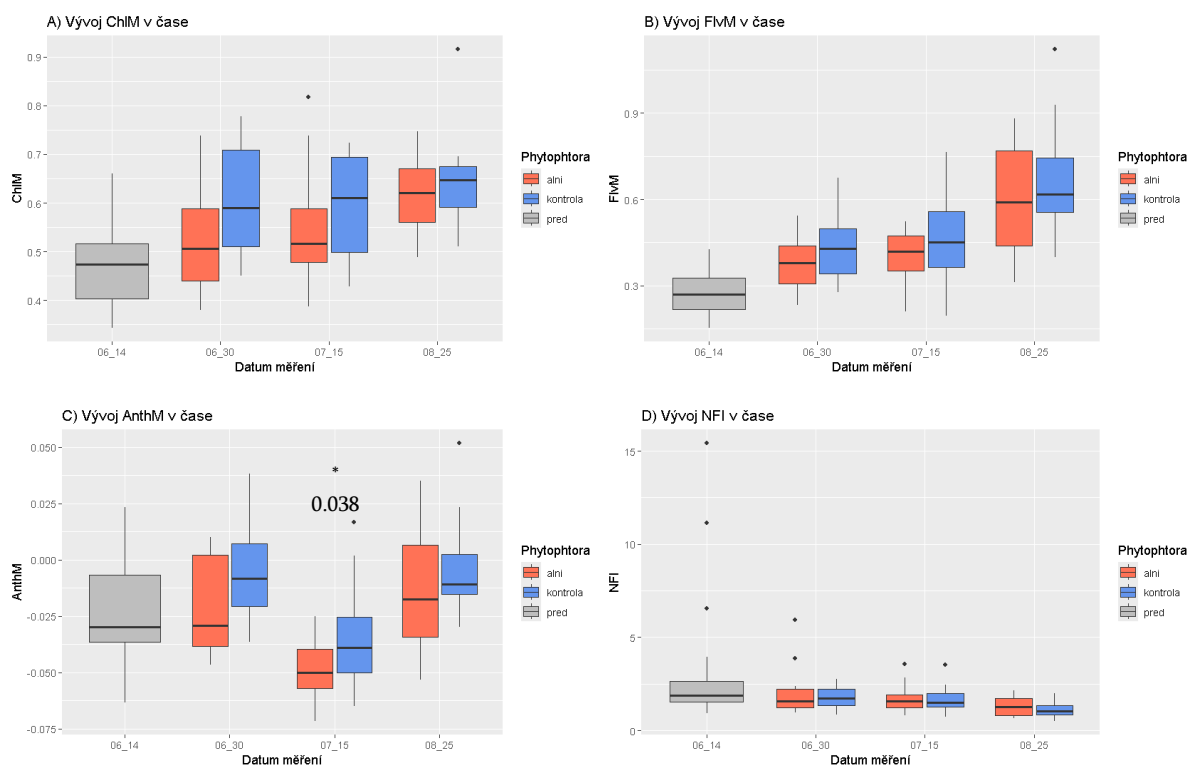 A) Vývoj ChlM v čase
0.9
0.8
0.7
0.6
0.5
0.4
ChlM
06_14
06_30
07_15
08_25
Datum měření
Phytophtora
alni
kontrola
pred
B) Vývoj FlvM v čase
0.9
0.6
0.3
FlvM
06_14
06_30
07_15
08_25
Datum měření
Phytophtora
alni
kontrola
pred
C) Vývoj AnthM v čase
0.050
0.025
0.000
-0.025
-0.050
-0.075
AnthM
*
0.038
06_14
06_30
07_15
08_25
Datum měření
Phytophtora
alni
kontrola
pred
D) Vývoj NFI v čase
15
10
5
0
NFI
06_14
06_30
07_15
08_25
Datum měření
Phytophtora
alni
kontrola
pred